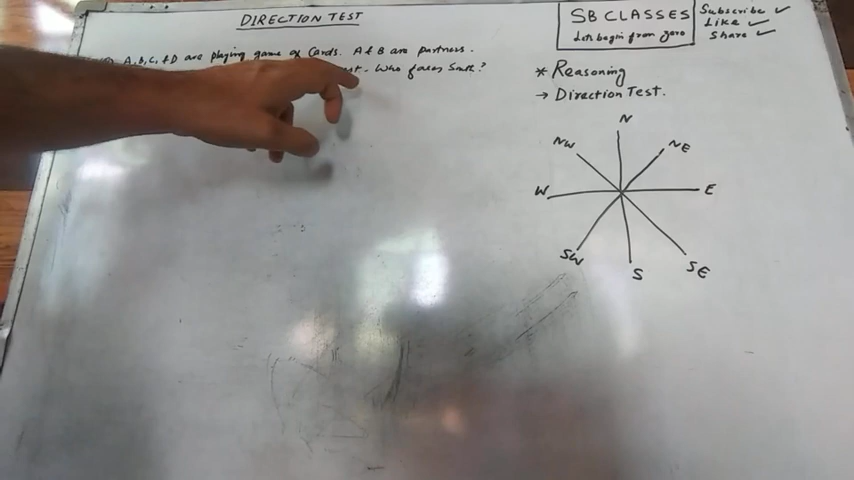 DIRECTION TEST
A, B, C, & D are playing game of Cards. A & B are partners.
Who faces South?
SB CLASSES
Lets begin from zero
Subscribe ✓
Like ✓
Share ✓
* Reasoning
→ Direction Test.
N
NW
NE
W
E
SW
S
SE